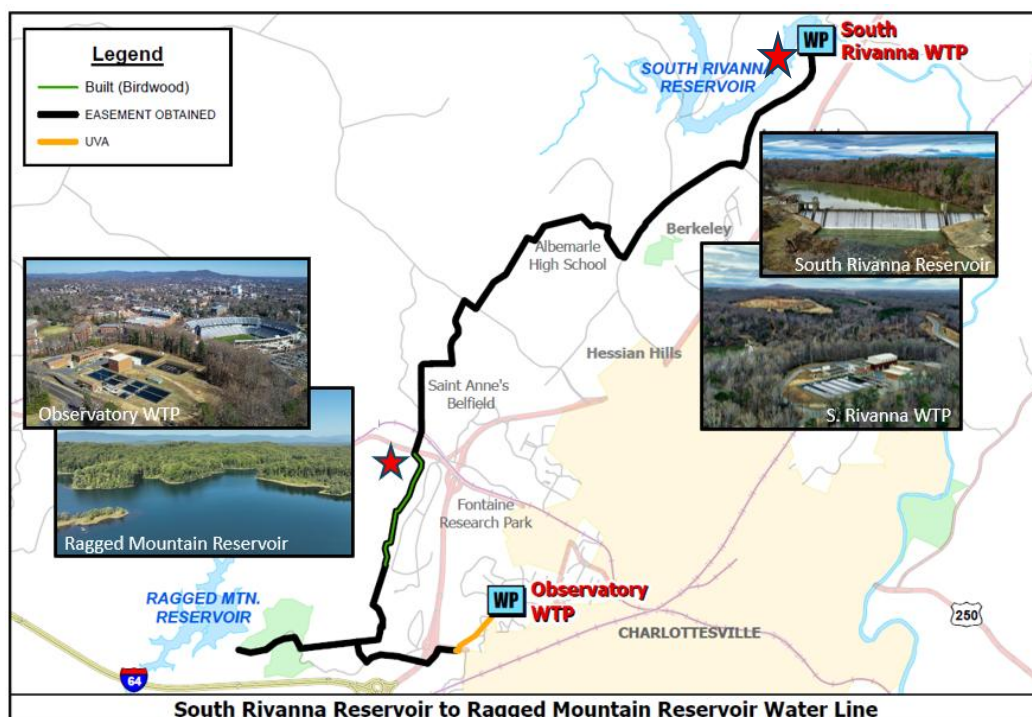 Legend
Built (Birdwood)
EASEMENT OBTAINED
UVA
WP
South
Rivanna WTP
SOUTH RIVANNA
RESERVOIR
South Rivanna Reservoir
Berkeley
Albemarle
High School
S. Rivanna WTP
Hessian Hills
Observatory WTP
Saint Anne's
Belfield
Ragged Mountain Reservoir
Fontaine
Research Park
RAGGED MTN.
RESERVOIR
WP
Observatory
WTP
CHARLOTTESVILLE
250
64
South Rivanna Reservoir to Ragged Mountain Reservoir Water Line